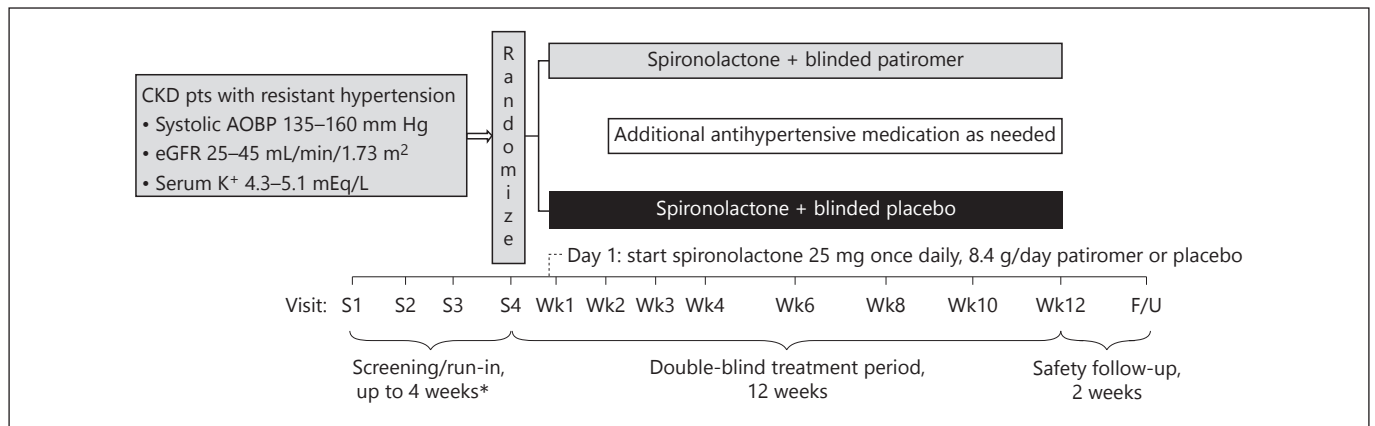 CKD pts with resistant hypertension
• Systolic AOBP 135–160 mm Hg
• eGFR 25–45 mL/min/1.73 m²
• Serum K⁺ 4.3–5.1 mEq/L
Randomize
Spironolactone + blinded patiromer
Additional antihypertensive medication as needed
Spironolactone + blinded placebo
Day 1: start spironolactone 25 mg once daily, 8.4 g/day patiromer or placebo
Visit: S1 S2 S3 S4 Wk1 Wk2 Wk3 Wk4 Wk6 Wk8 Wk10 Wk12 F/U
Screening/run-in,
up to 4 weeks*
Double-blind treatment period,
12 weeks
Safety follow-up,
2 weeks